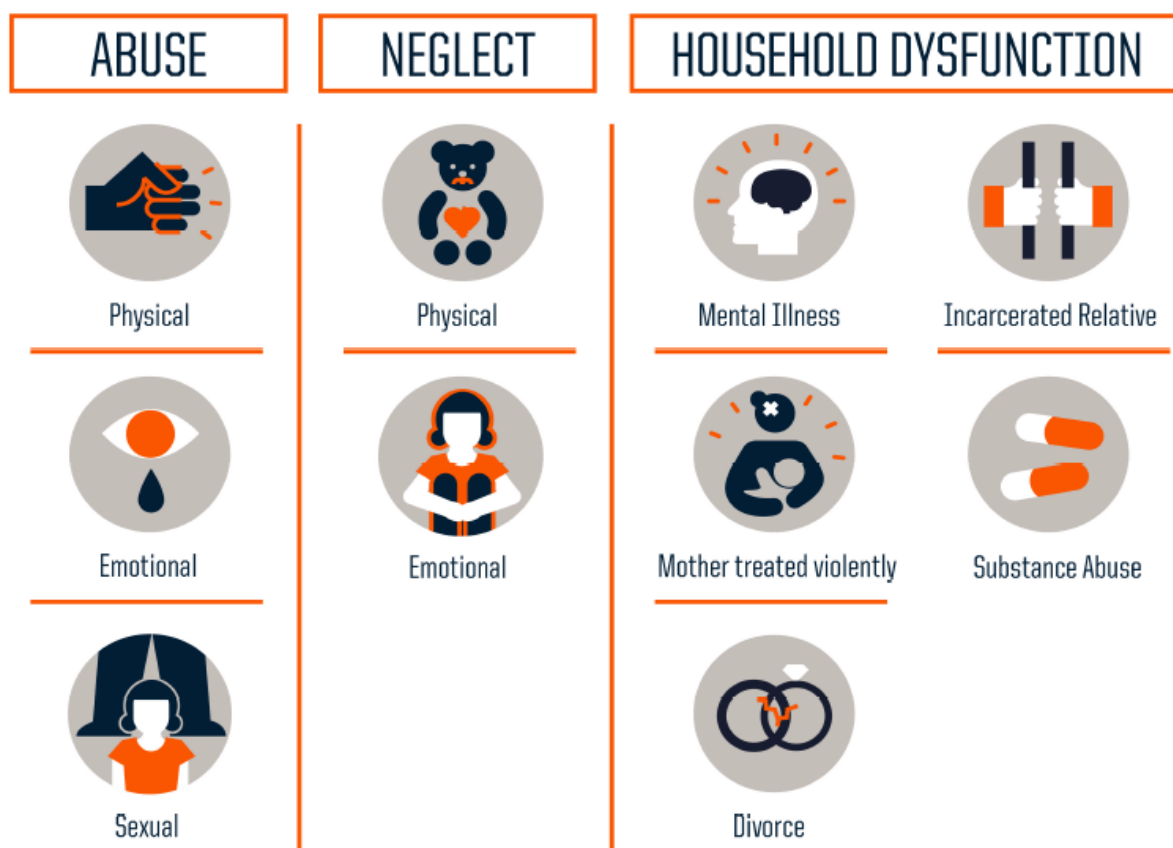 ABUSE
Physical
Emotional
Sexual
NEGLECT
Physical
Emotional
HOUSEHOLD DYSFUNCTION
Mental Illness
Incarcerated Relative
Mother treated violently
Substance Abuse
Divorce